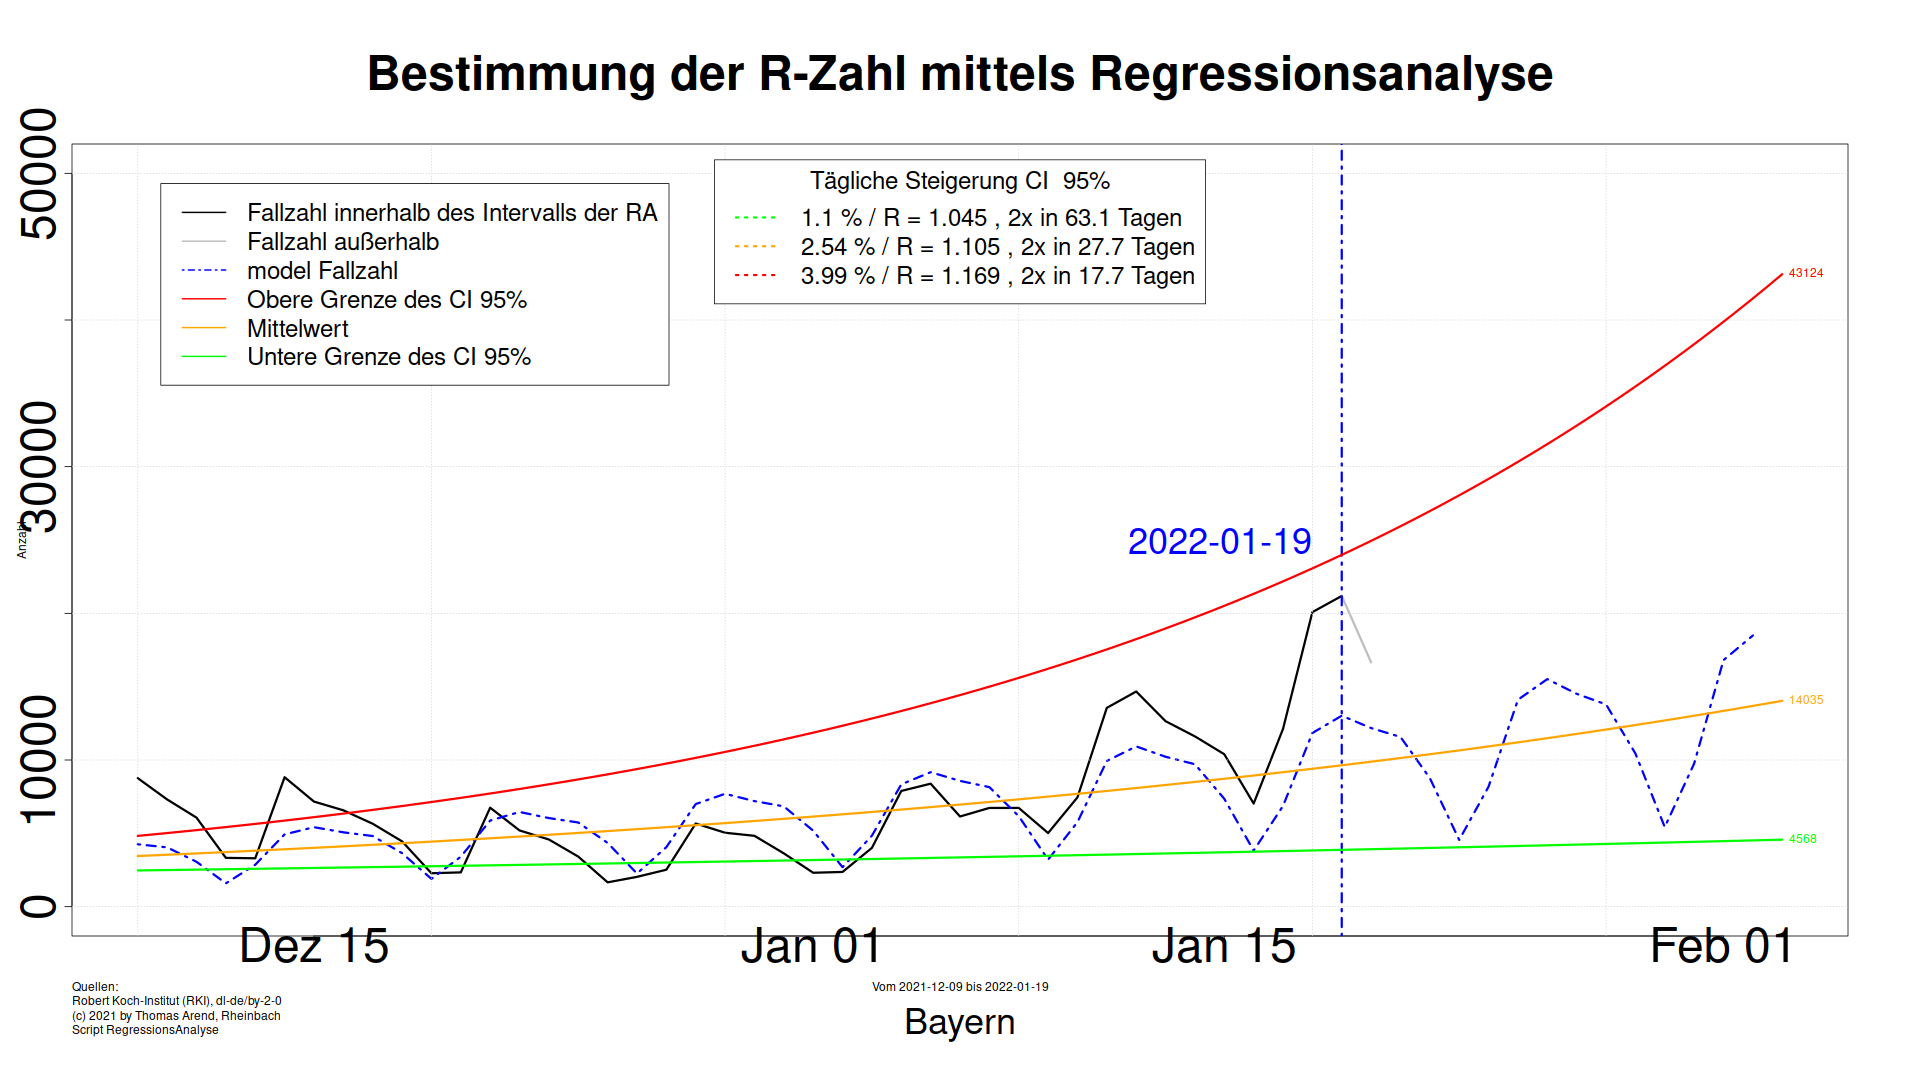 Bestimmung der R-Zahl mittels Regressionsanalyse
50000
30000
10000
0
Anzahl
Fallzahl innerhalb des Intervalls der RA
Fallzahl außerhalb
model Fallzahl
Obere Grenze des CI 95%
Mittelwert
Untere Grenze des CI 95%
Tägliche Steigerung CI  95%
1.1 % / R = 1.045 , 2x in 63.1 Tagen
2.54 % / R = 1.105 , 2x in 27.7 Tagen
3.99 % / R = 1.169 , 2x in 17.7 Tagen
43124
2022-01-19
14035
4568
Dez 15
Jan 01
Jan 15
Feb 01
Quellen:
Robert Koch-Institut (RKI), dl-de/by-2-0
(c) 2021 by Thomas Arend, Rheinbach
Script RegressionsAnalyse
Vom 2021-12-09 bis 2022-01-19
Bayern